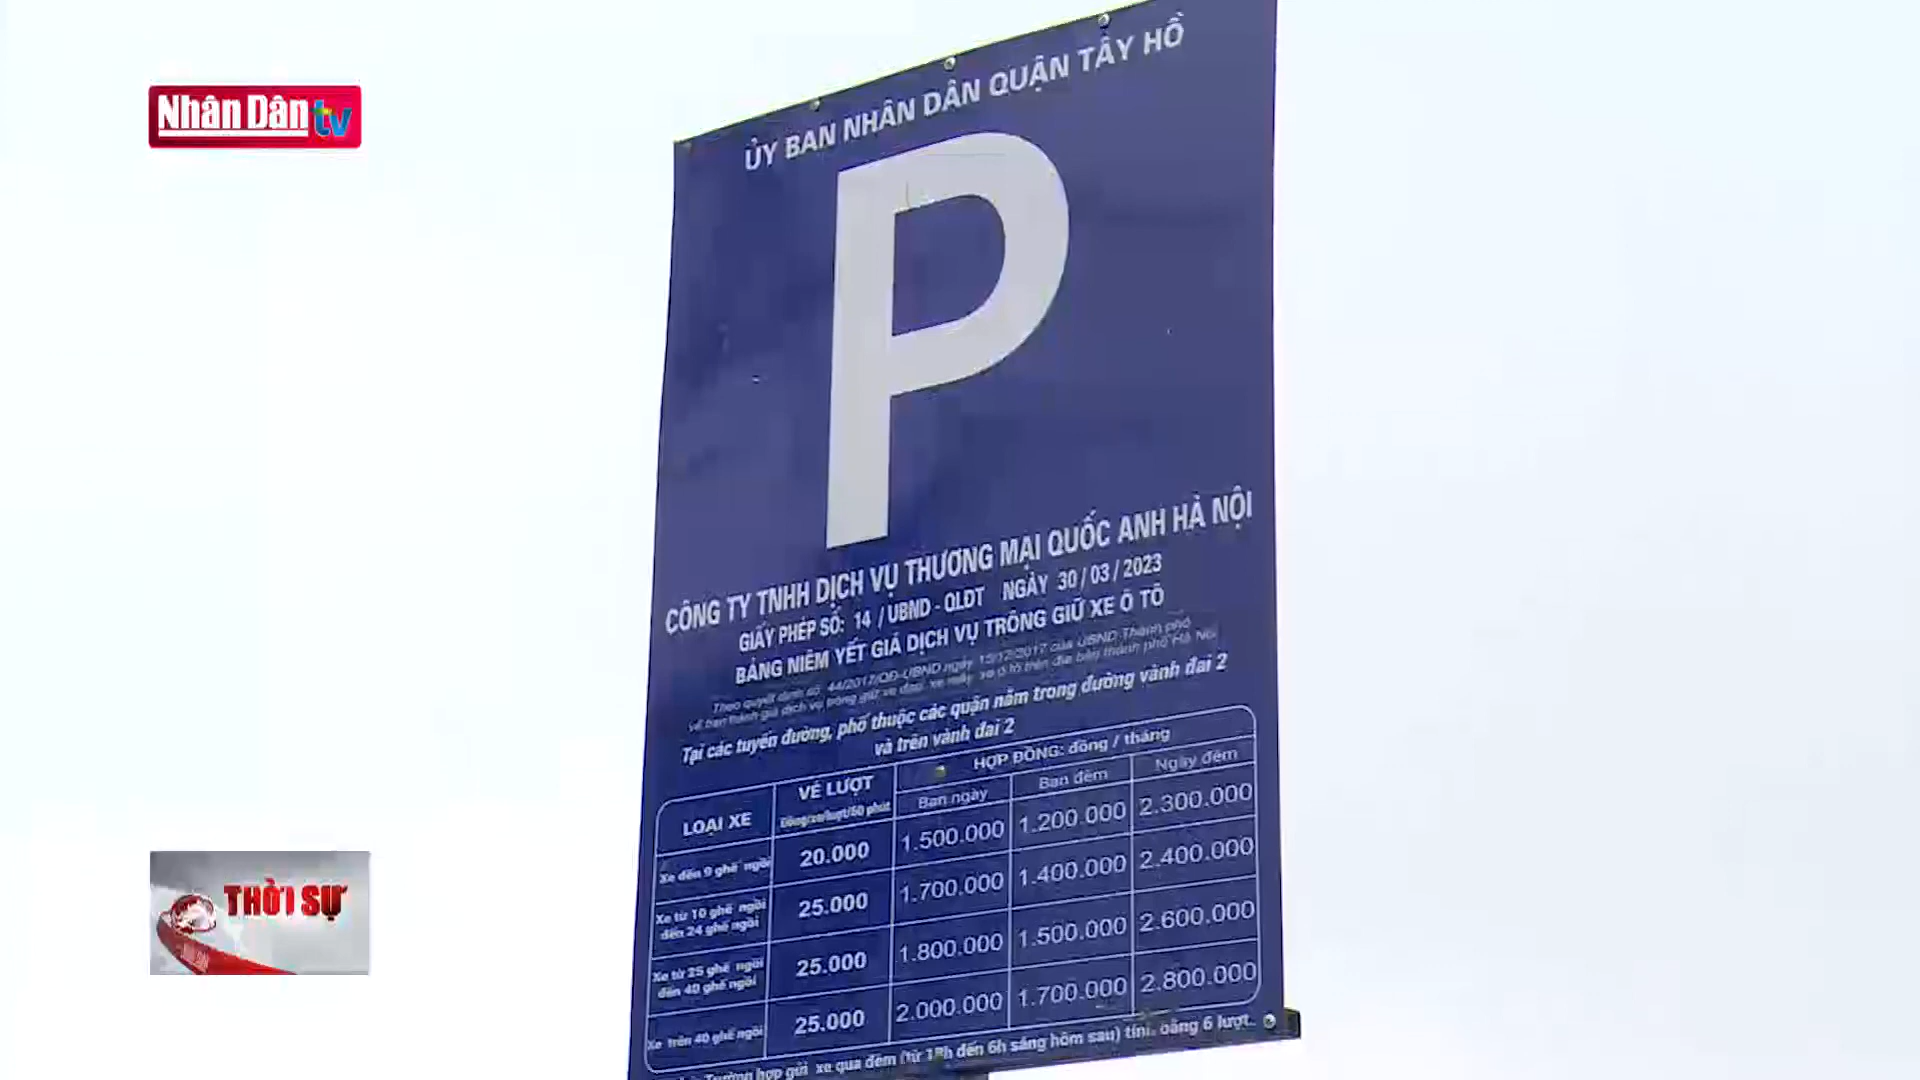 Nhân Dân tv
ỦY BAN NHÂN DÂN QUẬN TÂY HỒ
P
CÔNG TY TNHH DỊCH VỤ THƯƠNG MẠI QUỐC ANH HÀ NỘI
GIẤY PHÉP SỐ: 14 / UBND - QLĐT NGÀY 30 / 03 / 2023
BẢNG NIÊM YẾT GIÁ DỊCH VỤ TRÔNG GIỮ XE Ô TÔ
Theo quyết định số 44/2017/QĐ-UBND ngày 15/12/2017 của UBND Thành phố
về ban hành giá dịch vụ trông giữ xe đạp, xe máy, xe ô tô trên địa bàn thành phố Hà Nội
Tại các tuyến đường, phố thuộc các quận nằm trong đường vành đai 2
và trên vành đai 2
LOẠI XE VÉ LƯỢT HỢP ĐỒNG: đồng / tháng
Đồng/xe/lượt/60 phút Ban ngày Ban đêm Ngày đêm
Xe đến 9 ghế ngồi 20.000 1.500.000 1.200.000 2.300.000
Xe từ 10 ghế ngồi
đến 24 ghế ngồi 25.000 1.700.000 1.400.000 2.400.000
Xe từ 25 ghế ngồi
đến 40 ghế ngồi 25.000 1.800.000 1.500.000 2.600.000
Xe trên 40 ghế ngồi 25.000 2.000.000 1.700.000 2.800.000
Trường hợp gửi xe qua đêm (từ 18h đến 6h sáng hôm sau) tính bằng 6 lượt.
THỜI SỰ